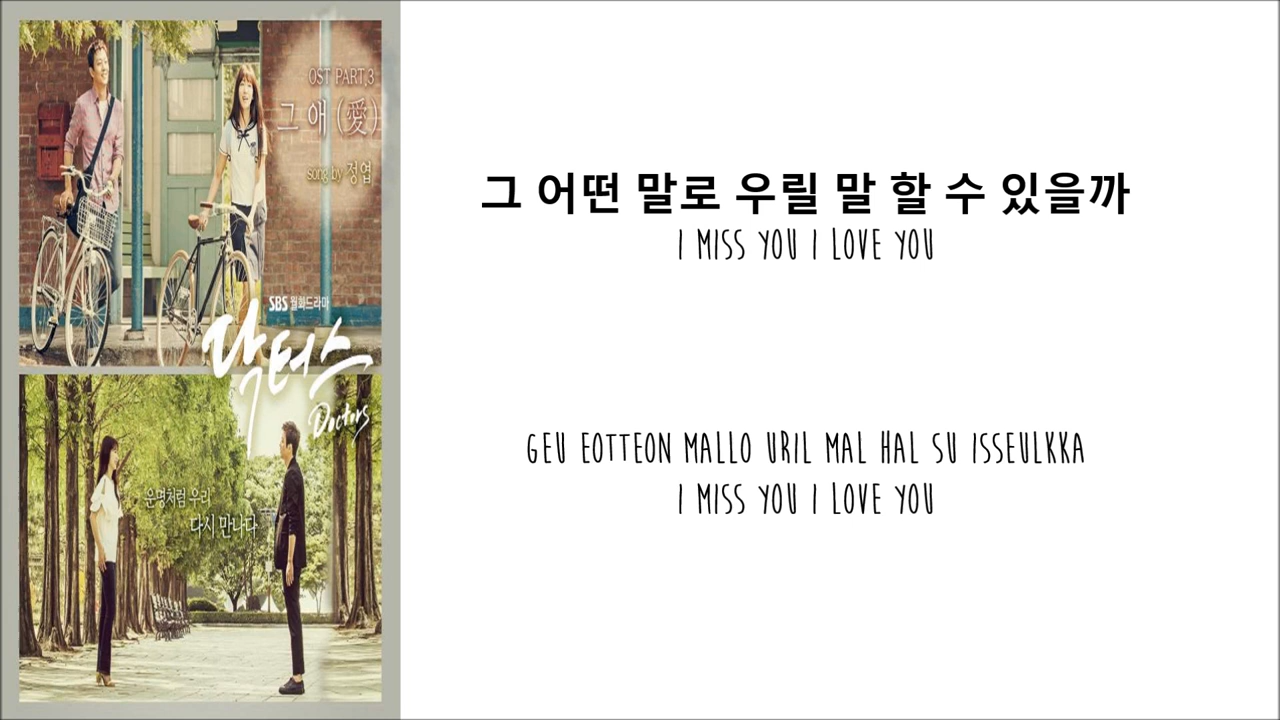 OST PART.3
그 애 (愛)
song by 정엽
SBS 월화드라마
닥터스
Doctors
운명처럼 우리
다시 만나다
그 어떤 말로 우릴 말 할 수 있을까
I MISS YOU I LOVE YOU
GEU EOTTEON MALLO URIL MAL HAL SU ISSEULKKA
I MISS YOU I LOVE YOU